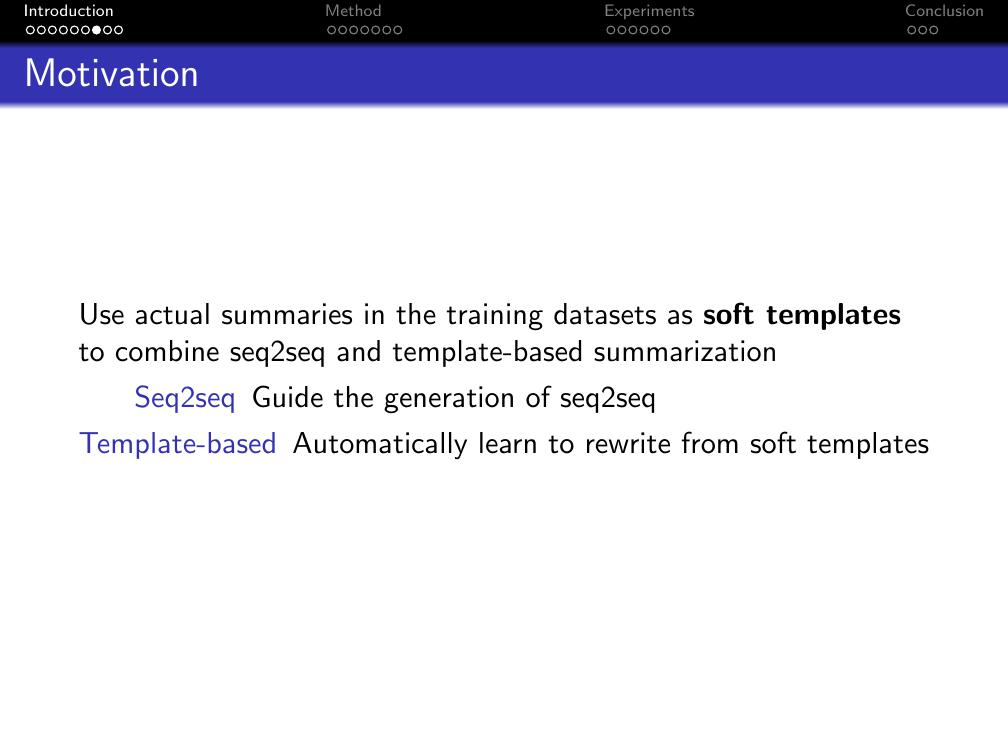 Introduction Method Experiments Conclusion
Motivation
Use actual summaries in the training datasets as soft templates
to combine seq2seq and template-based summarization
Seq2seq Guide the generation of seq2seq
Template-based Automatically learn to rewrite from soft templates